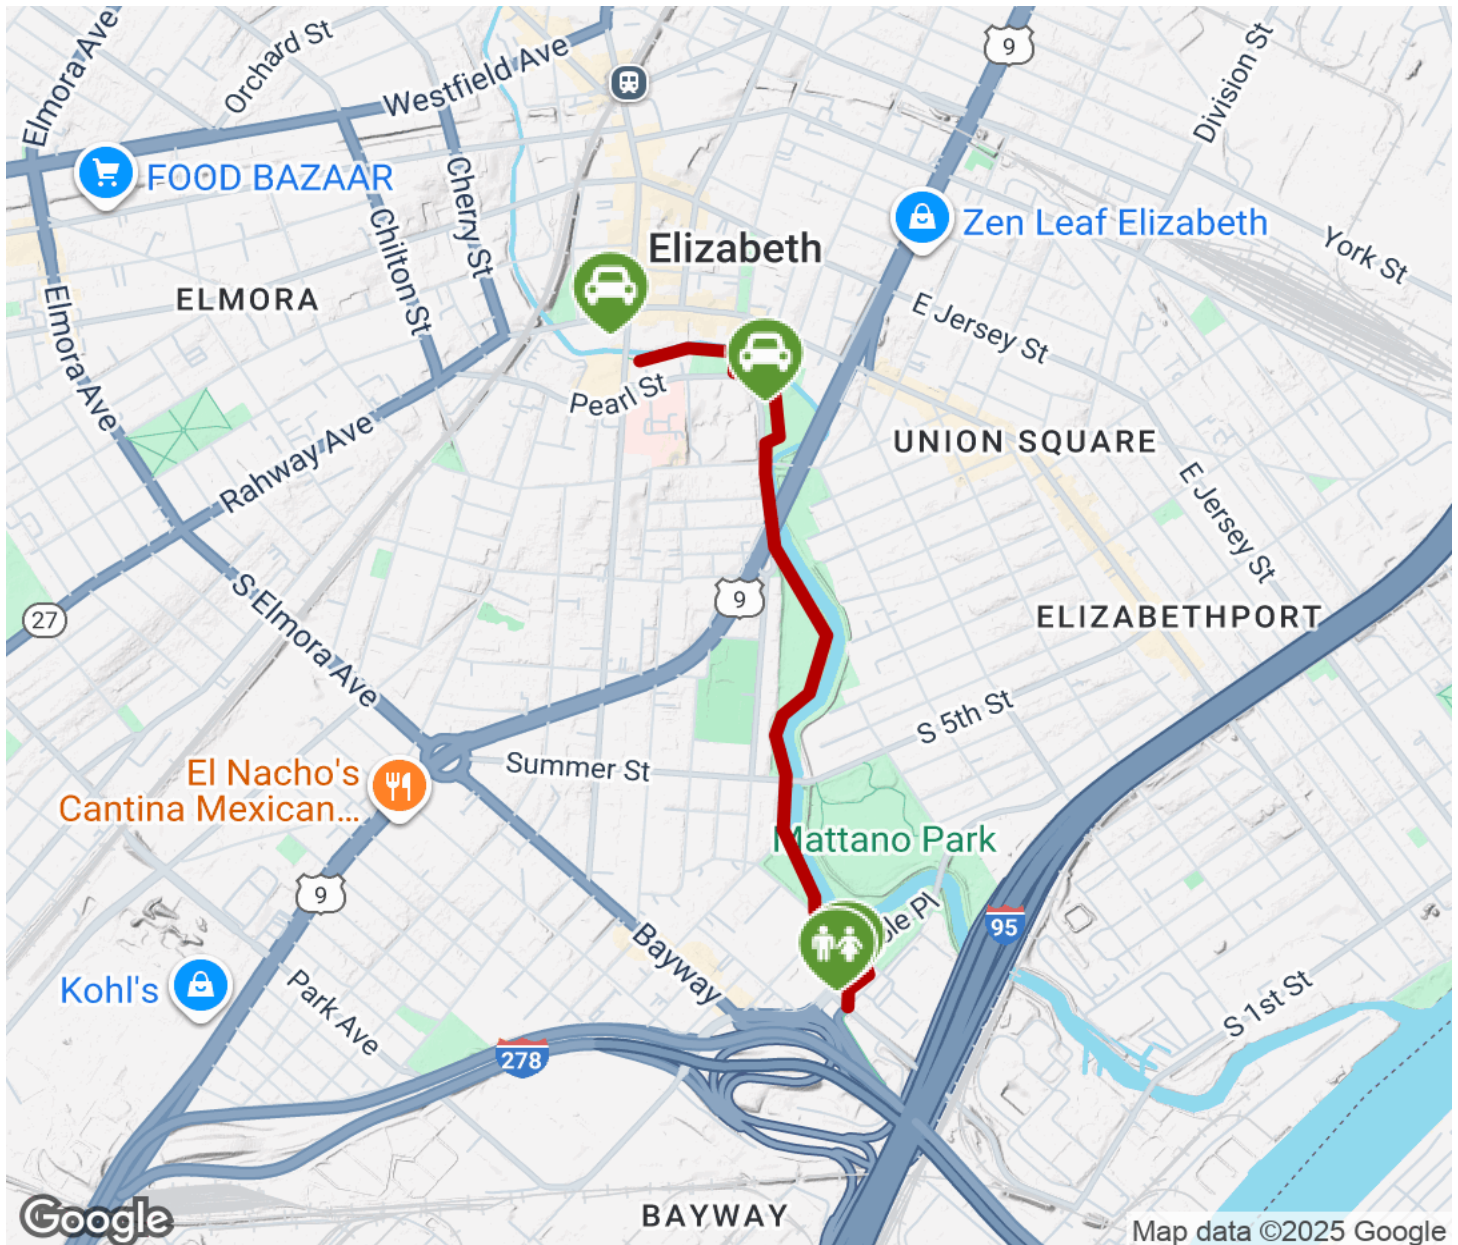 Elmora Ave
Orchard St
Westfield Ave
9
Division St
FOOD BAZAAR
Cherry St
Chilton St
Zen Leaf Elizabeth
York St
Elizabeth
ELMORA
Elmora Ave
E Jersey St
Pearl St
Rahway Ave
UNION SQUARE
E Jersey St
27
S Elmora Ave
9
ELIZABETHPORT
S 5th St
Summer St
El Nacho's
Cantina Mexican...
Mattano Park
9
95
Bayway
Kohl's
Park Ave
S 1st St
278
BAYWAY
Google
Map data ©2025 Google